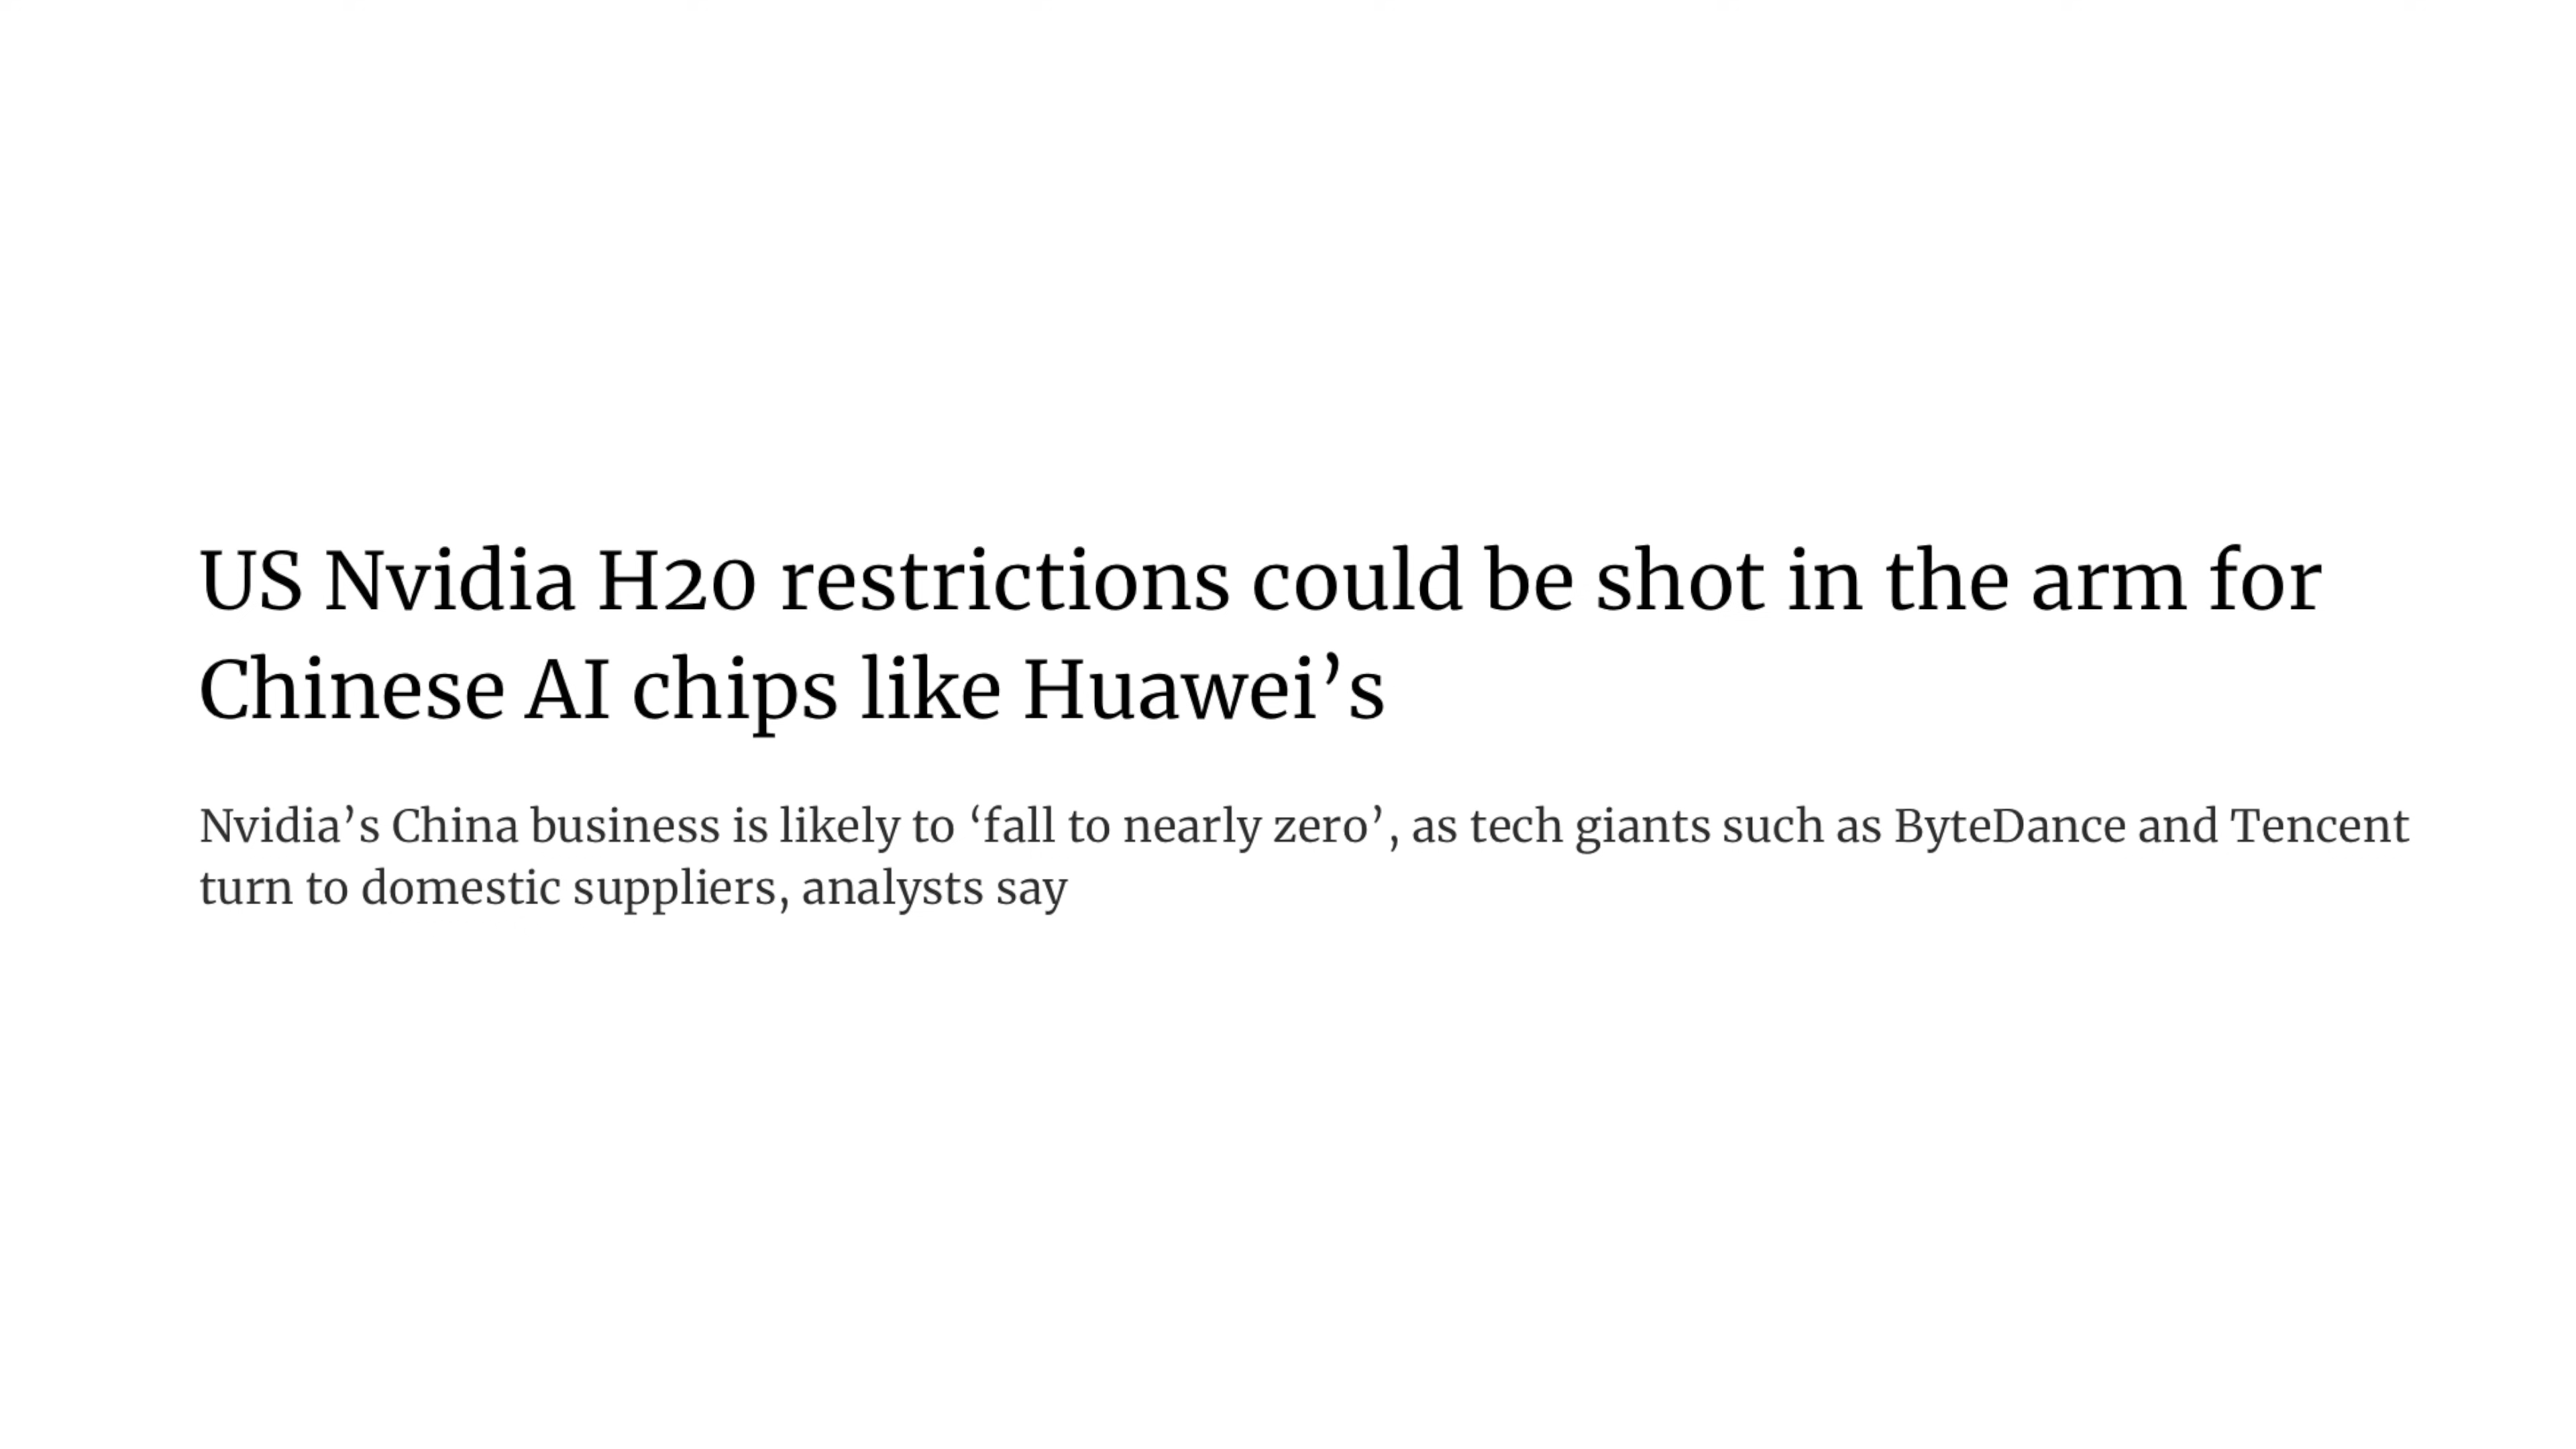 US Nvidia H20 restrictions could be shot in the arm for
Chinese AI chips like Huawei’s
Nvidia’s China business is likely to ‘fall to nearly zero’, as tech giants such as ByteDance and Tencent
turn to domestic suppliers, analysts say